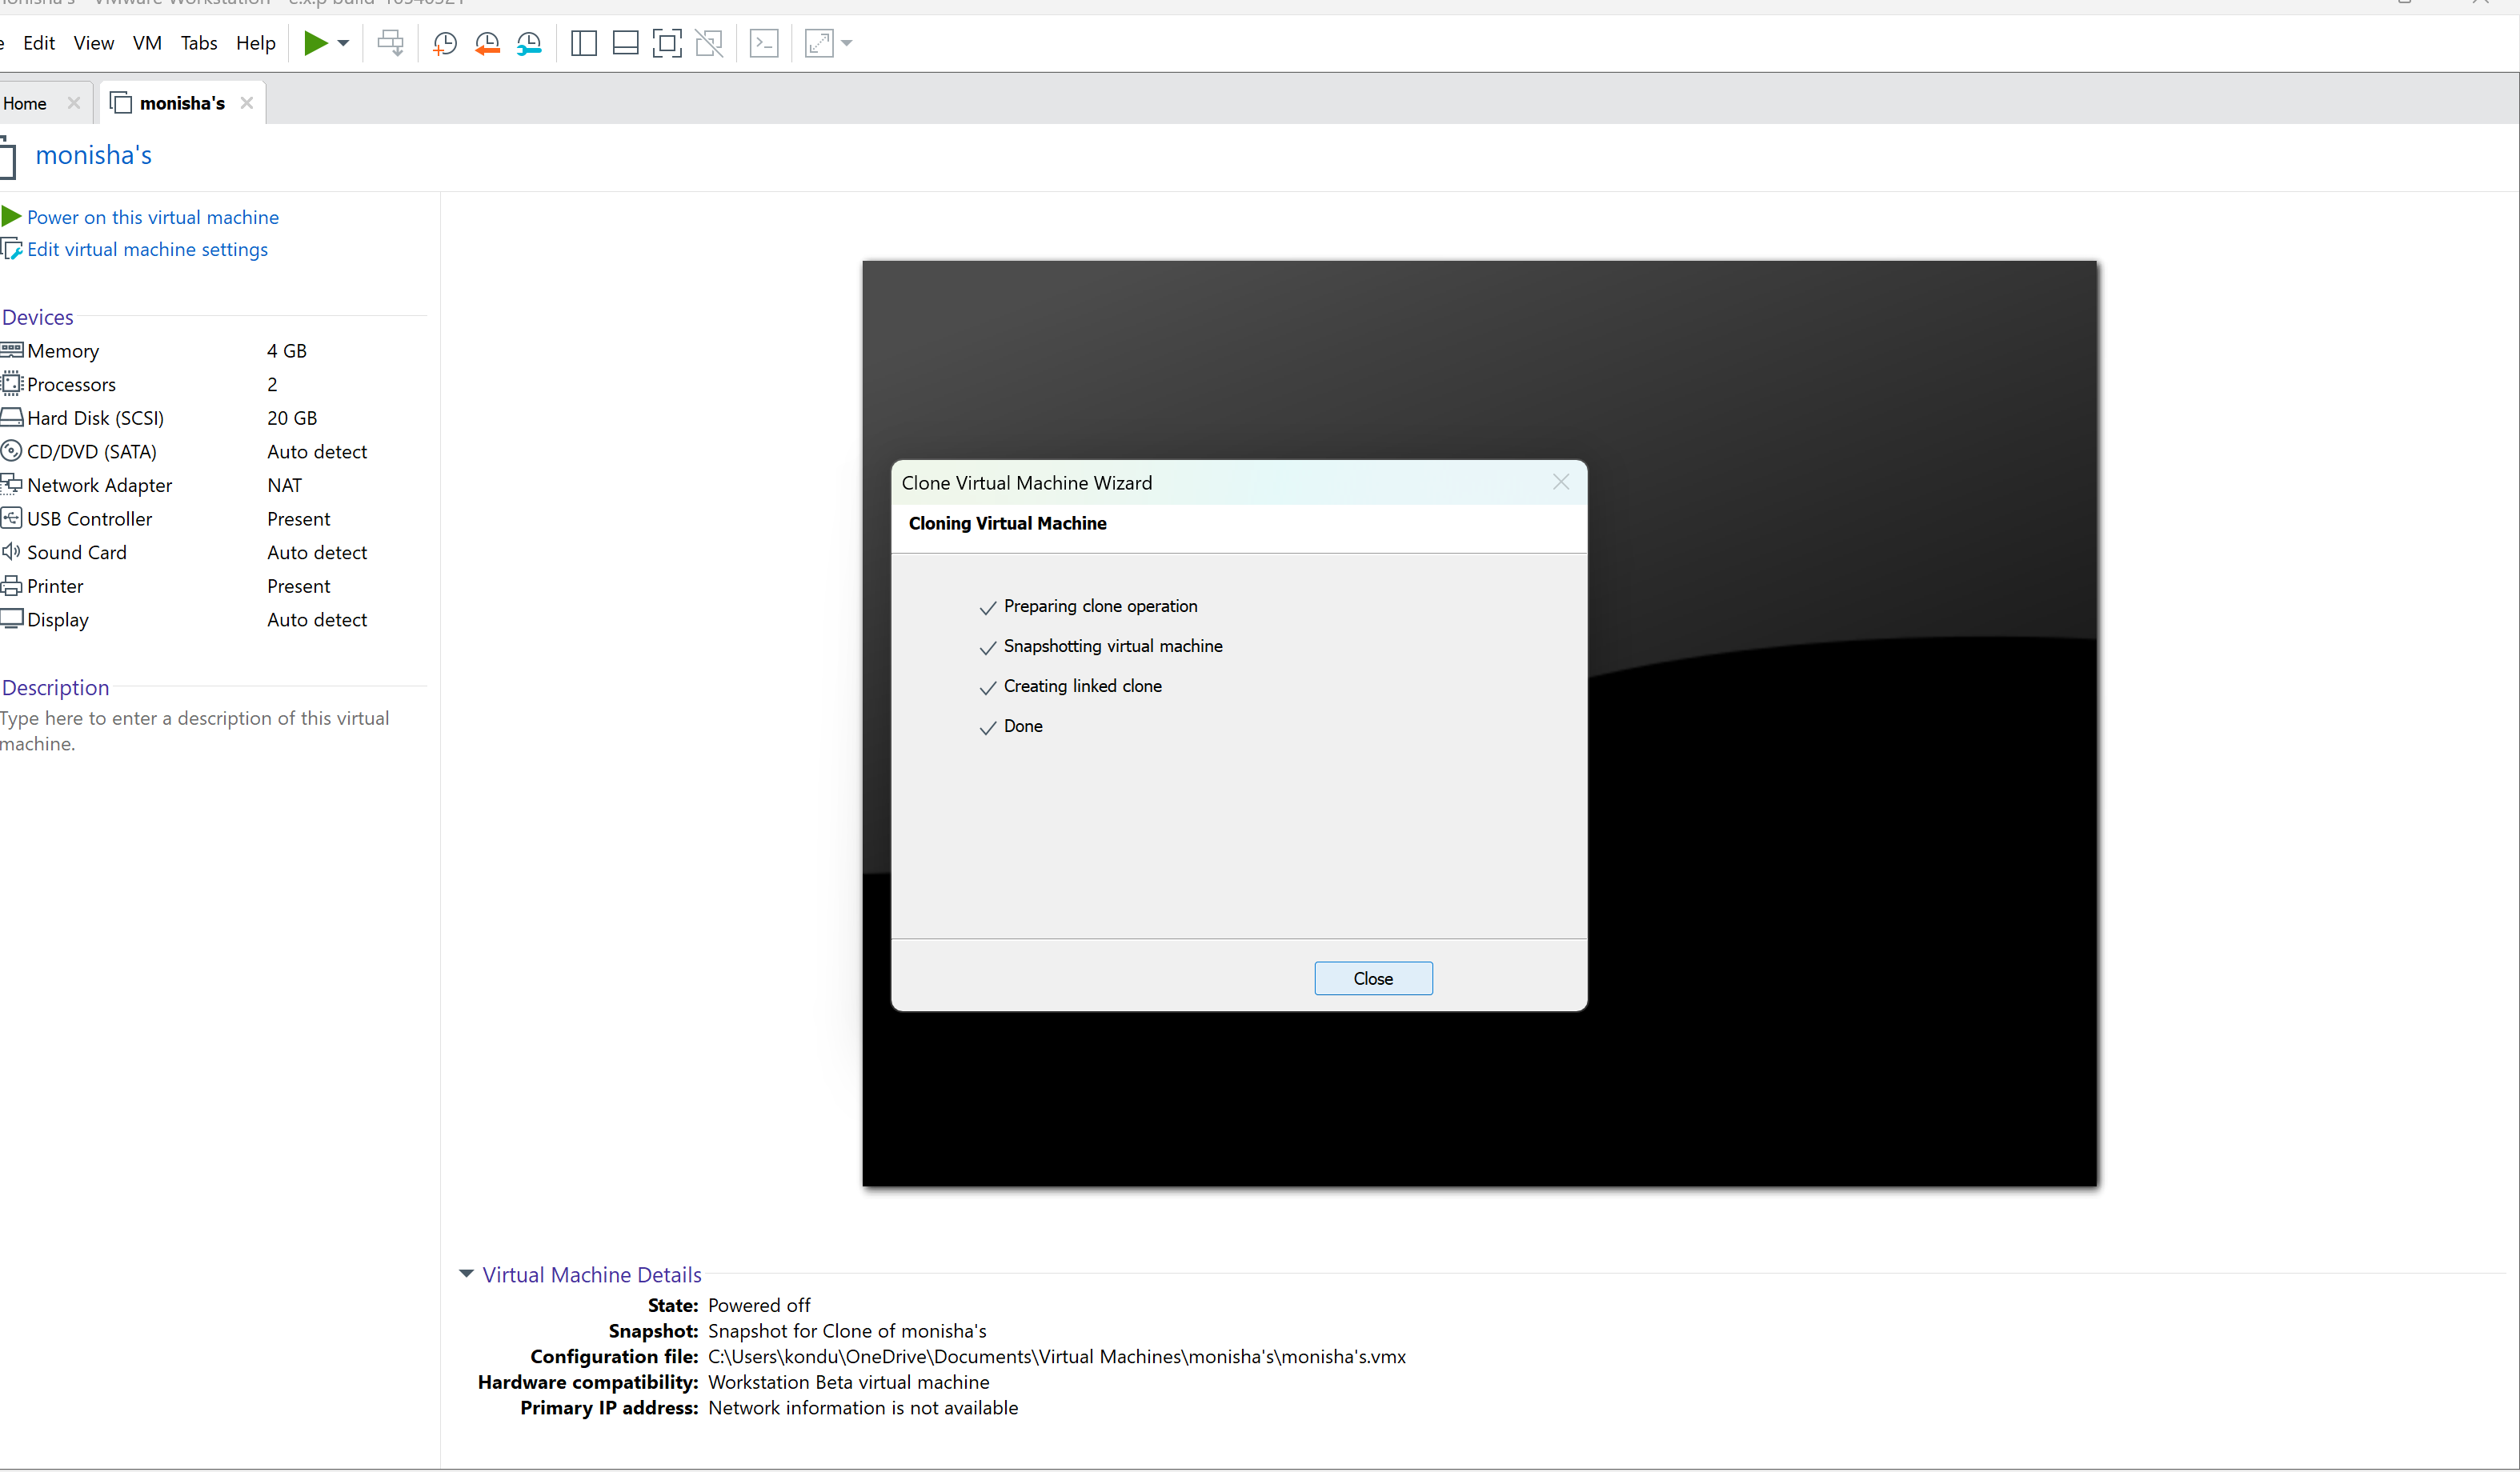 Edit View VM Tabs Help
Home
monisha's
monisha's
Power on this virtual machine
Edit virtual machine settings
Devices
Memory 4 GB
Processors 2
Hard Disk (SCSI) 20 GB
CD/DVD (SATA) Auto detect
Network Adapter NAT
USB Controller Present
Sound Card Auto detect
Printer Present
Display Auto detect
Description
Type here to enter a description of this virtual
machine.
Clone Virtual Machine Wizard
Cloning Virtual Machine
Preparing clone operation
Snapshotting virtual machine
Creating linked clone
Done
Close
Virtual Machine Details
State: Powered off
Snapshot: Snapshot for Clone of monisha's
Configuration file: C:\Users\kondu\OneDrive\Documents\Virtual Machines\monisha's\monisha's.vmx
Hardware compatibility: Workstation Beta virtual machine
Primary IP address: Network information is not available